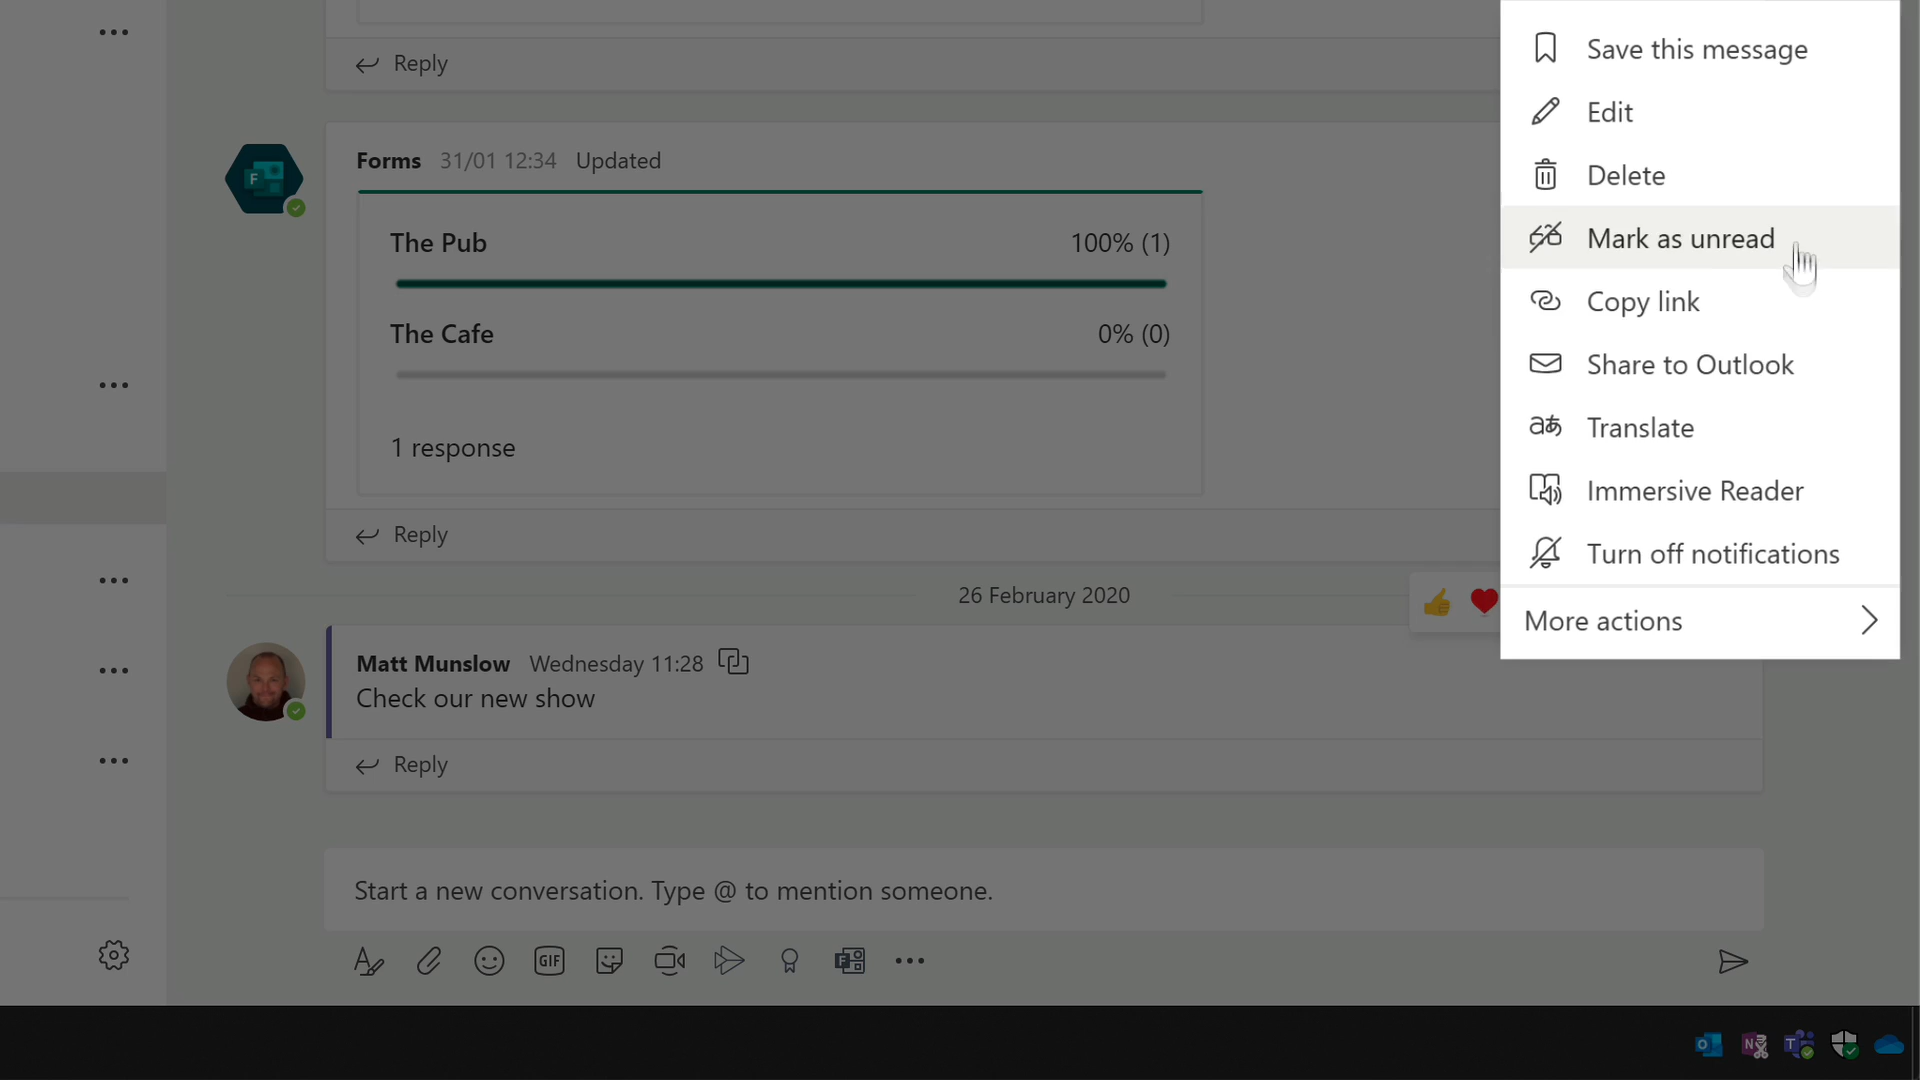 Reply
Forms 31/01 12:34 Updated
The Pub 100% (1)
The Cafe 0% (0)
1 response
Reply
26 February 2020
Matt Munslow Wednesday 11:28
Check our new show
Reply
Start a new conversation. Type @ to mention someone.
GIF
Save this message
Edit
Delete
Mark as unread
Copy link
Share to Outlook
Translate
Immersive Reader
Turn off notifications
More actions